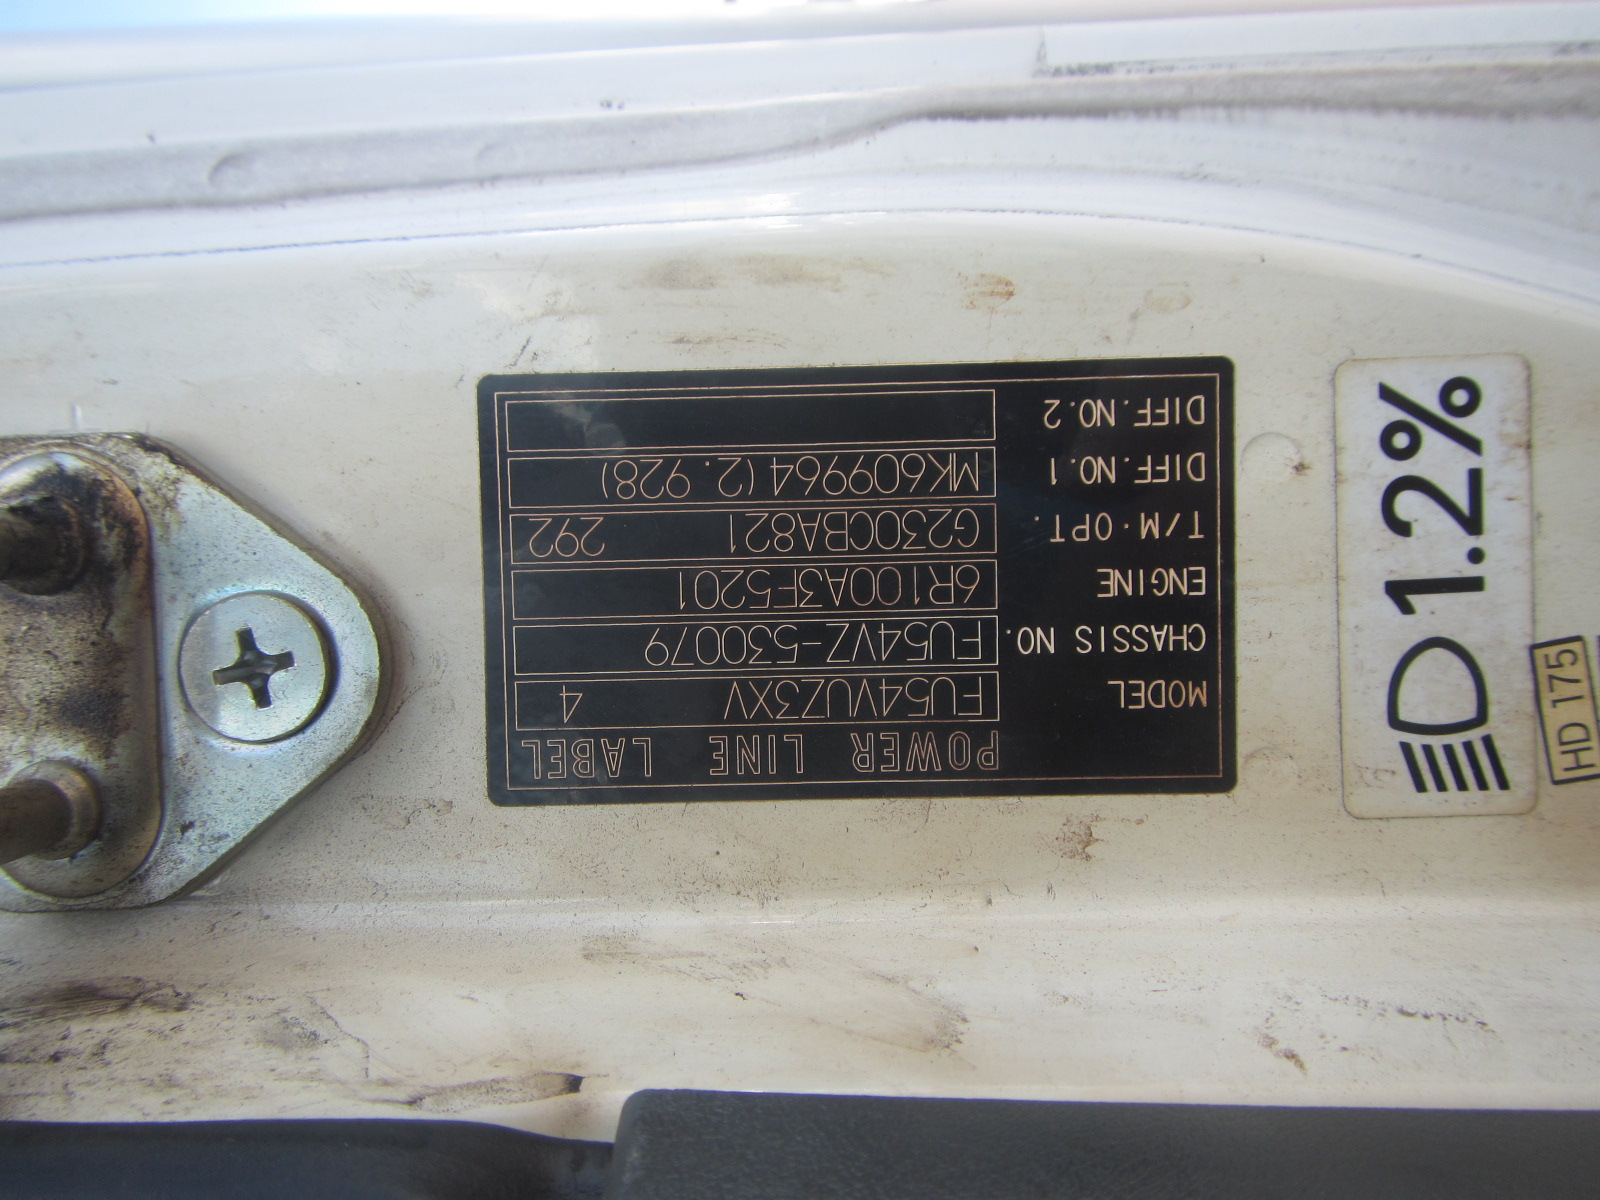 POWER LINE LABEL
MODEL FU54VUZ3XV 4
CHASSIS NO. FU54VZ-530079
ENGINE 6R100A3F5201
T/M·OPT. G230CBA821 292
DIFF.NO.1 MK609964(2.928)
DIFF.NO.2
1.2%
HD 175